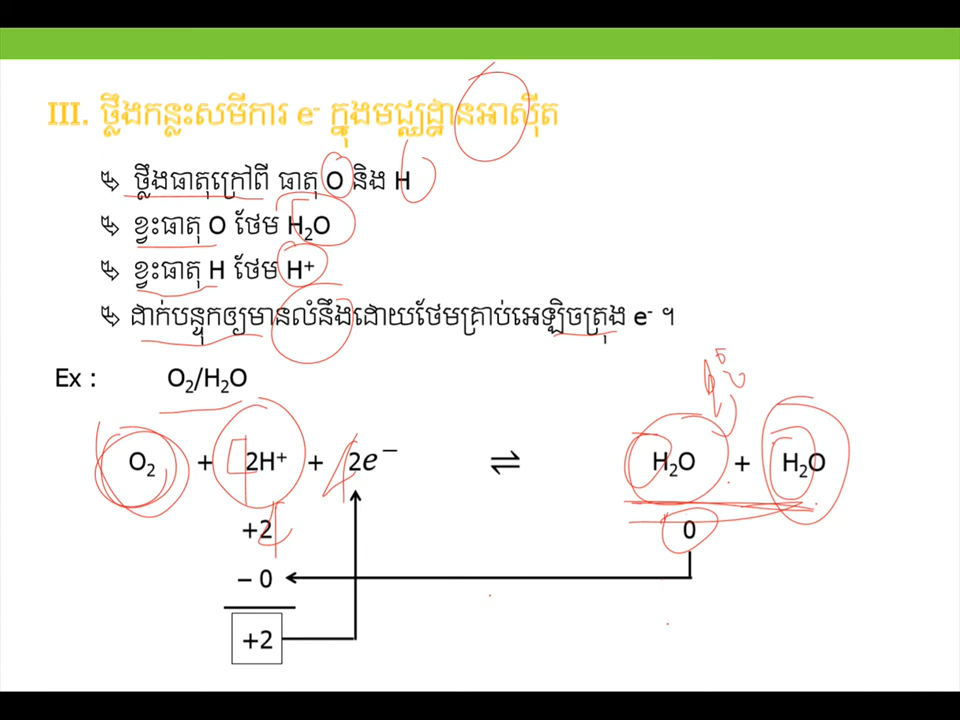 III. ថ្លឹងកន្លះសមីការ e⁻ ក្នុងមជ្ឈដ្ឋានអាស៊ីត
ថ្លឹងធាតុក្រៅពី ធាតុ O និង H
ខ្វះធាតុ O ថែម H₂O
ខ្វះធាតុ H ថែម H⁺
ដាក់បន្ទុកឲ្យមានលំនឹងដោយថែមគ្រាប់អេឡិចត្រុង e⁻ ។
Ex : O₂/H₂O
O₂ + 2H⁺ + 2e⁻ ⇌ H₂O + H₂O
4 4
+2 0
4
– 0
+2